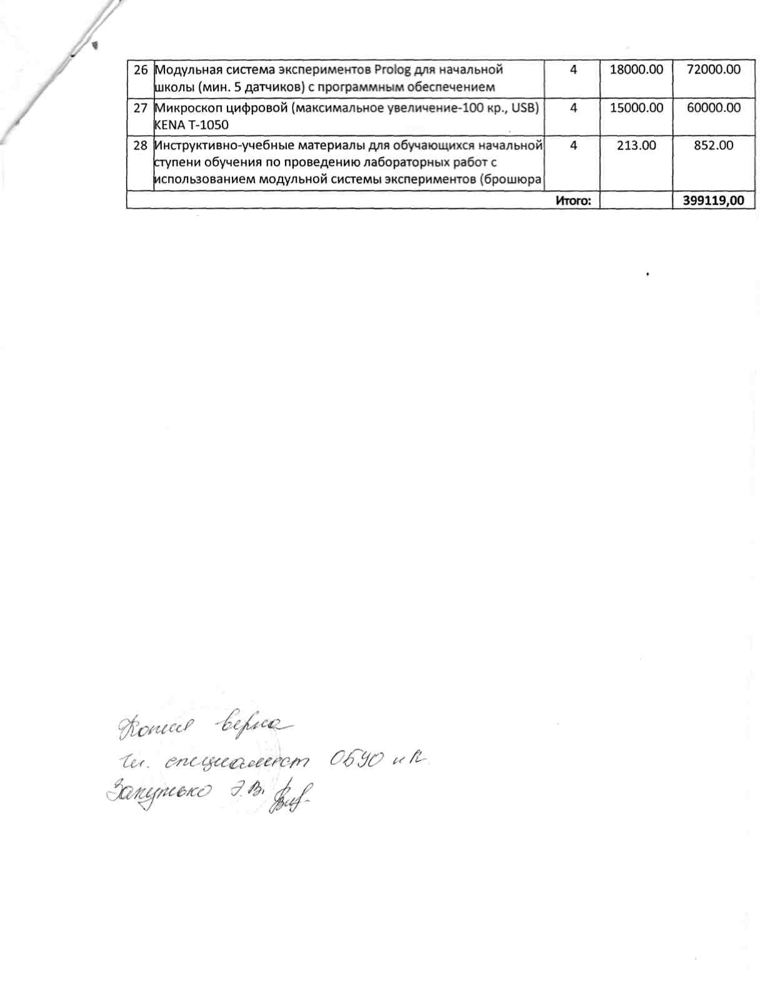 26 Модульная система экспериментов Prolog для начальной 4 18000.00 72000.00
школы (мин. 5 датчиков) с программным обеспечением
27 Микроскоп цифровой (максимальное увеличение-100 кр., USB) 4 15000.00 60000.00
KENA T-1050
28 Инструктивно-учебные материалы для обучающихся начальной 4 213.00 852.00
ступени обучения по проведению лабораторных работ с
использованием модульной системы экспериментов (брошюра
Итого: 399119,00
Копия верна
Гл. специалист ОБУО и П
Запутько Э.В.